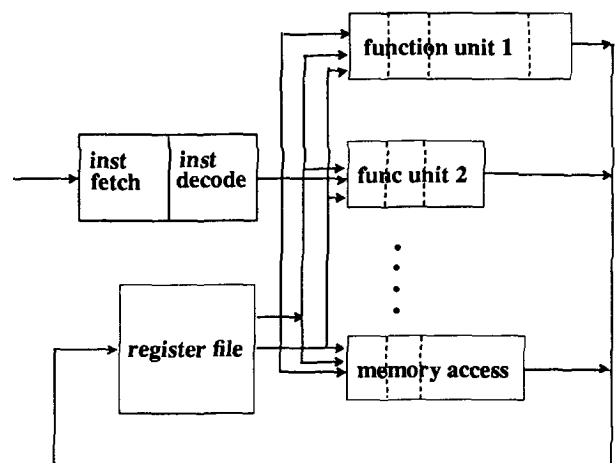 function unit 1
inst
fetch
inst
decode
func unit 2
register file
memory access